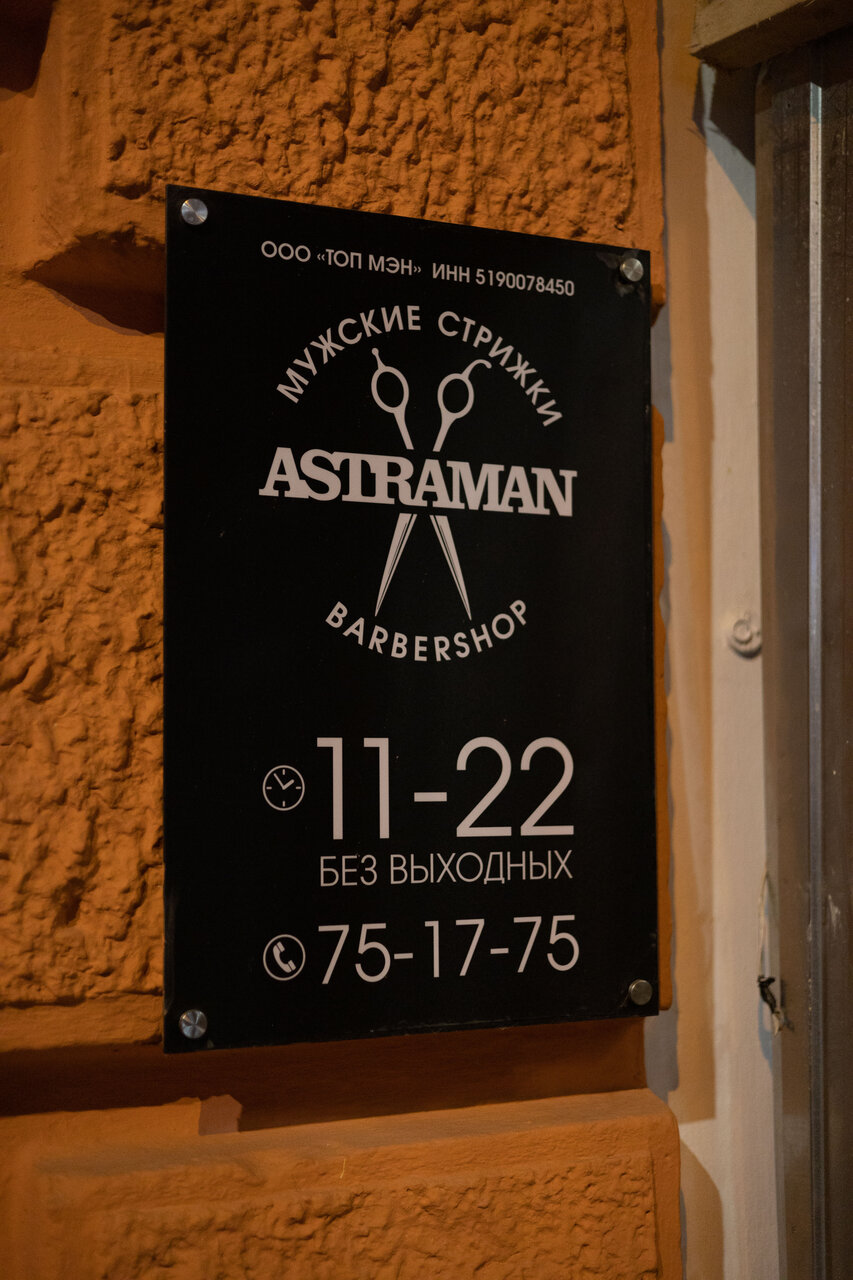 ООО «ТОП МЭН» ИНН 5190078450
МУЖСКИЕ СТРИЖКИ
ASTRAMAN
BARBERSHOP
11-22
БЕЗ ВЫХОДНЫХ
75-17-75